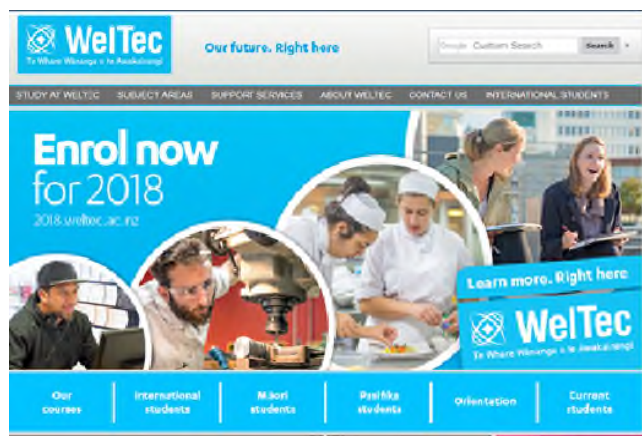 WelTec
Te Whare Wānanga o te Awakairangi
Our future. Right here
Google Custom Search
Search
STUDY AT WELTEC SUBJECT AREAS SUPPORT SERVICES ABOUT WELTEC CONTACT US INTERNATIONAL STUDENTS
Enrol now
for 2018
2018.weltec.ac.nz
Learn more. Right here
WelTec
Te Whare Wānanga o te Awakairangi
Our courses
International students
Māori students
Pasifika students
Orientation
Current students